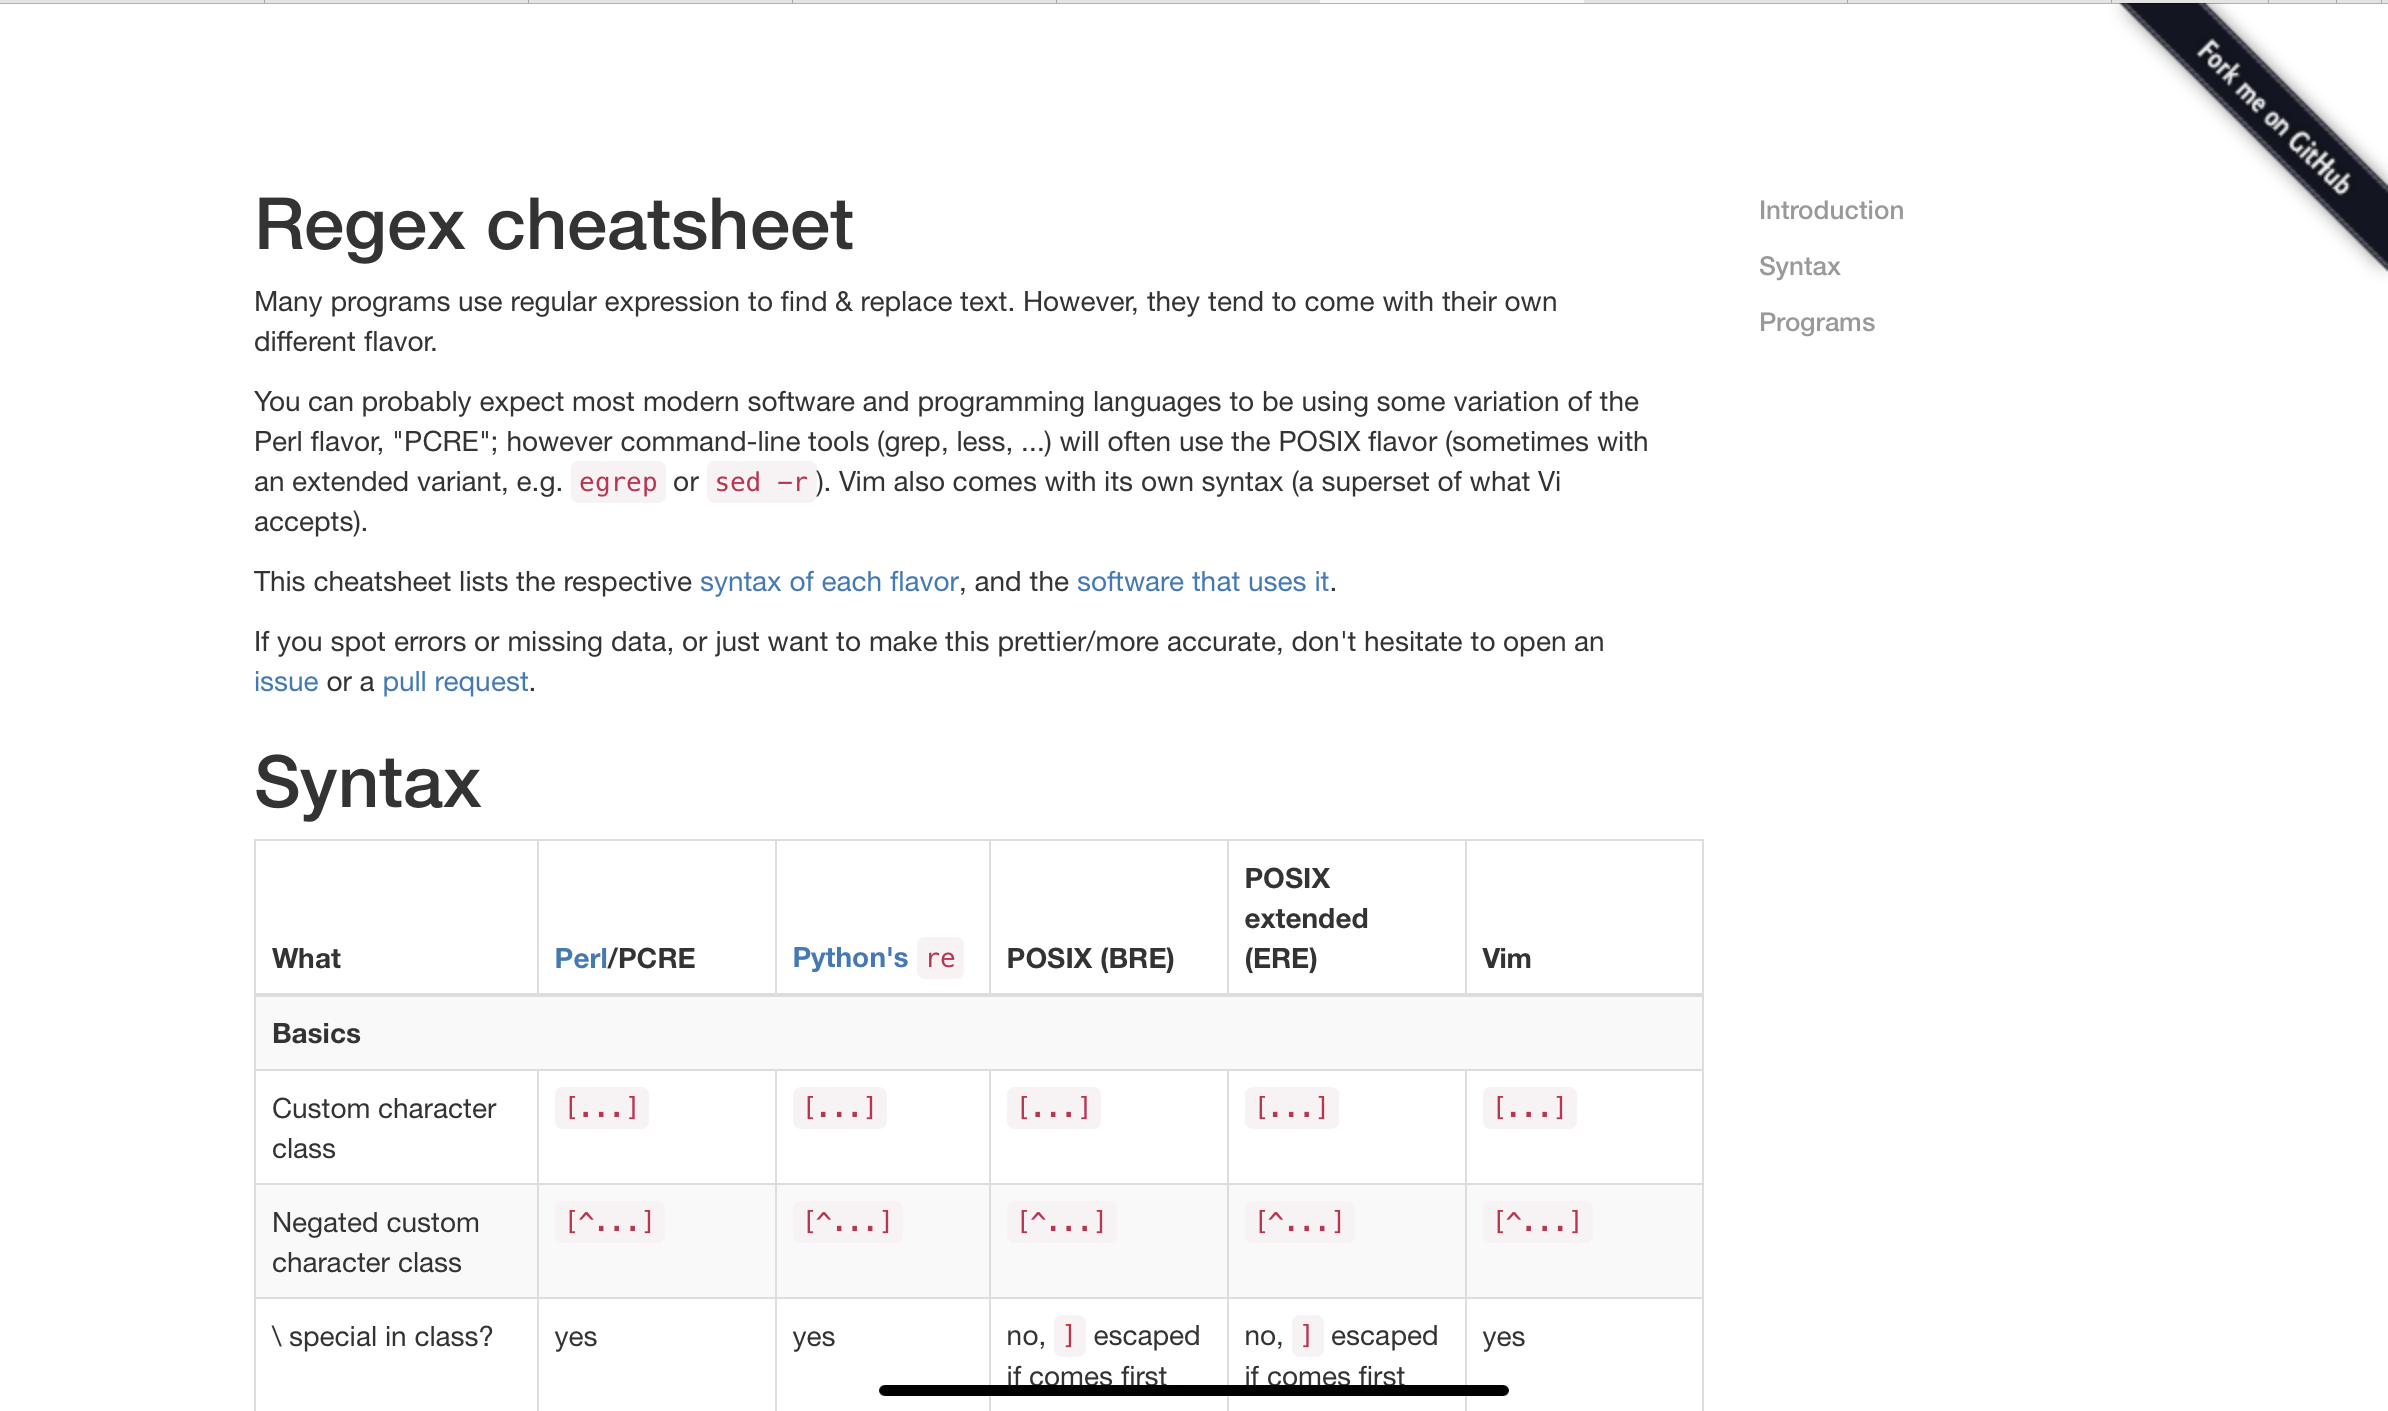 Fork me on GitHub
Regex cheatsheet
Many programs use regular expression to find & replace text. However, they tend to come with their own
different flavor.
You can probably expect most modern software and programming languages to be using some variation of the
Perl flavor, "PCRE"; however command-line tools (grep, less, ...) will often use the POSIX flavor (sometimes with
an extended variant, e.g. egrep or sed -r). Vim also comes with its own syntax (a superset of what Vi
accepts).
This cheatsheet lists the respective syntax of each flavor, and the software that uses it.
If you spot errors or missing data, or just want to make this prettier/more accurate, don't hesitate to open an
issue or a pull request.
Introduction
Syntax
Programs
Syntax
What Perl/PCRE Python's re POSIX (BRE) POSIX extended (ERE) Vim
Basics
Custom character class [...] [...] [...] [...] [...]
Negated custom character class [^...] [^...] [^...] [^...] [^...]
\ special in class? yes yes no, ] escaped if comes first no, ] escaped if comes first yes